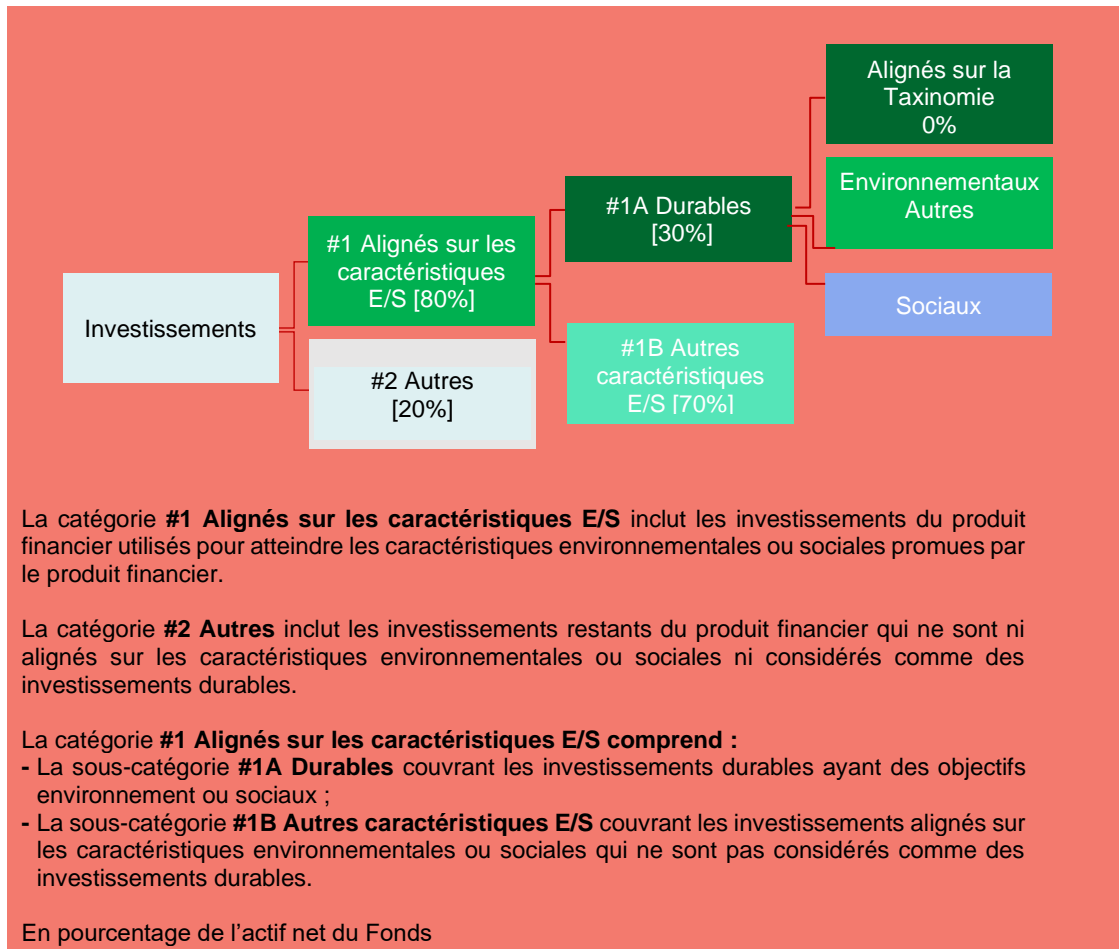 Alignés sur la
Taxinomie
0%
Environnementaux
Autres
#1A Durables
[30%]
#1 Alignés sur les
caractéristiques
E/S [80%]
Sociaux
Investissements
#1B Autres
caractéristiques
E/S [70%]
#2 Autres
[20%]
La catégorie #1 Alignés sur les caractéristiques E/S inclut les investissements du produit
financier utilisés pour atteindre les caractéristiques environnementales ou sociales promues par
le produit financier.
La catégorie #2 Autres inclut les investissements restants du produit financier qui ne sont ni
alignés sur les caractéristiques environnementales ou sociales ni considérés comme des
investissements durables.
La catégorie #1 Alignés sur les caractéristiques E/S comprend :
- La sous-catégorie #1A Durables couvrant les investissements durables ayant des objectifs
environnement ou sociaux ;
- La sous-catégorie #1B Autres caractéristiques E/S couvrant les investissements alignés sur
les caractéristiques environnementales ou sociales qui ne sont pas considérés comme des
investissements durables.
En pourcentage de l'actif net du Fonds